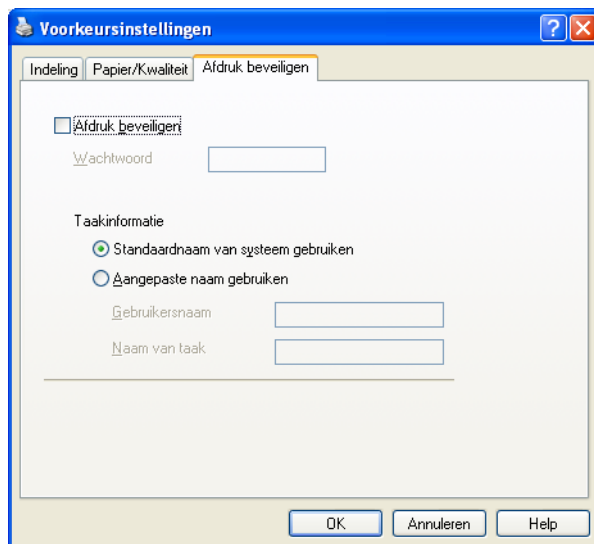 Voorkeursinstellingen
Indeling Papier/Kwaliteit Afdruk beveiligen
Afdruk beveiligen
Wachtwoord
Taakinformatie
Standaardnaam van systeem gebruiken
Aangepaste naam gebruiken
Gebruikersnaam
Naam van taak
OK Annuleren Help